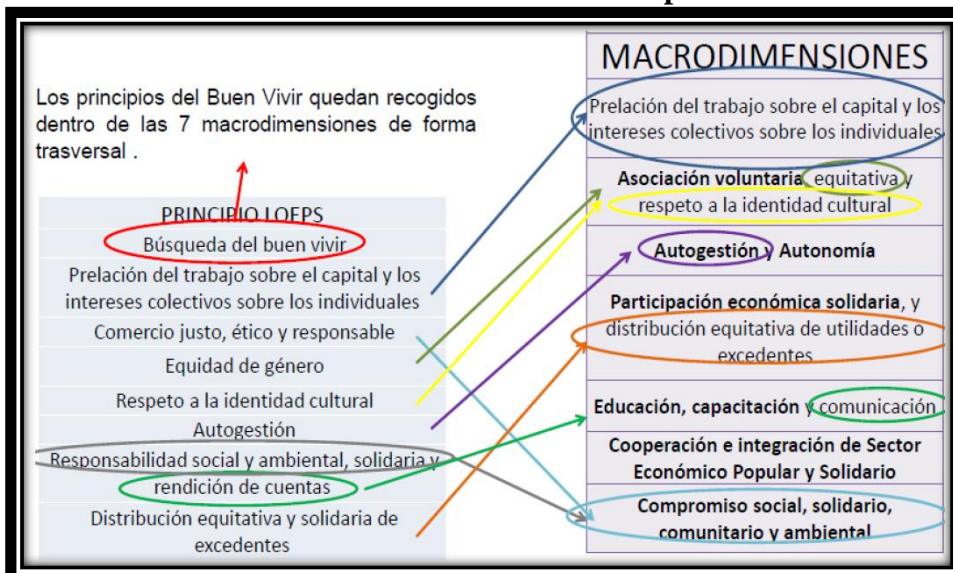 Los principios del Buen Vivir quedan recogidos
dentro de las 7 macrodimensiones de forma
trasversal .
PRINCIPIO LOEPS
Búsqueda del buen vivir
Prelación del trabajo sobre el capital y los
intereses colectivos sobre los individuales
Comercio justo, ético y responsable
Equidad de género
Respeto a la identidad cultural
Autogestión
Responsabilidad social y ambiental, solidaria y
rendición de cuentas
Distribución equitativa y solidaria de
excedentes
MACRODIMENSIONES
Prelación del trabajo sobre el capital y los
intereses colectivos sobre los individuales
Asociación voluntaria, equitativa y
respeto a la identidad cultural
Autogestión y Autonomía
Participación económica solidaria, y
distribución equitativa de utilidades o
excedentes
Educación, capacitación y comunicación
Cooperación e integración de Sector
Económico Popular y Solidario
Compromiso social, solidario,
comunitario y ambiental